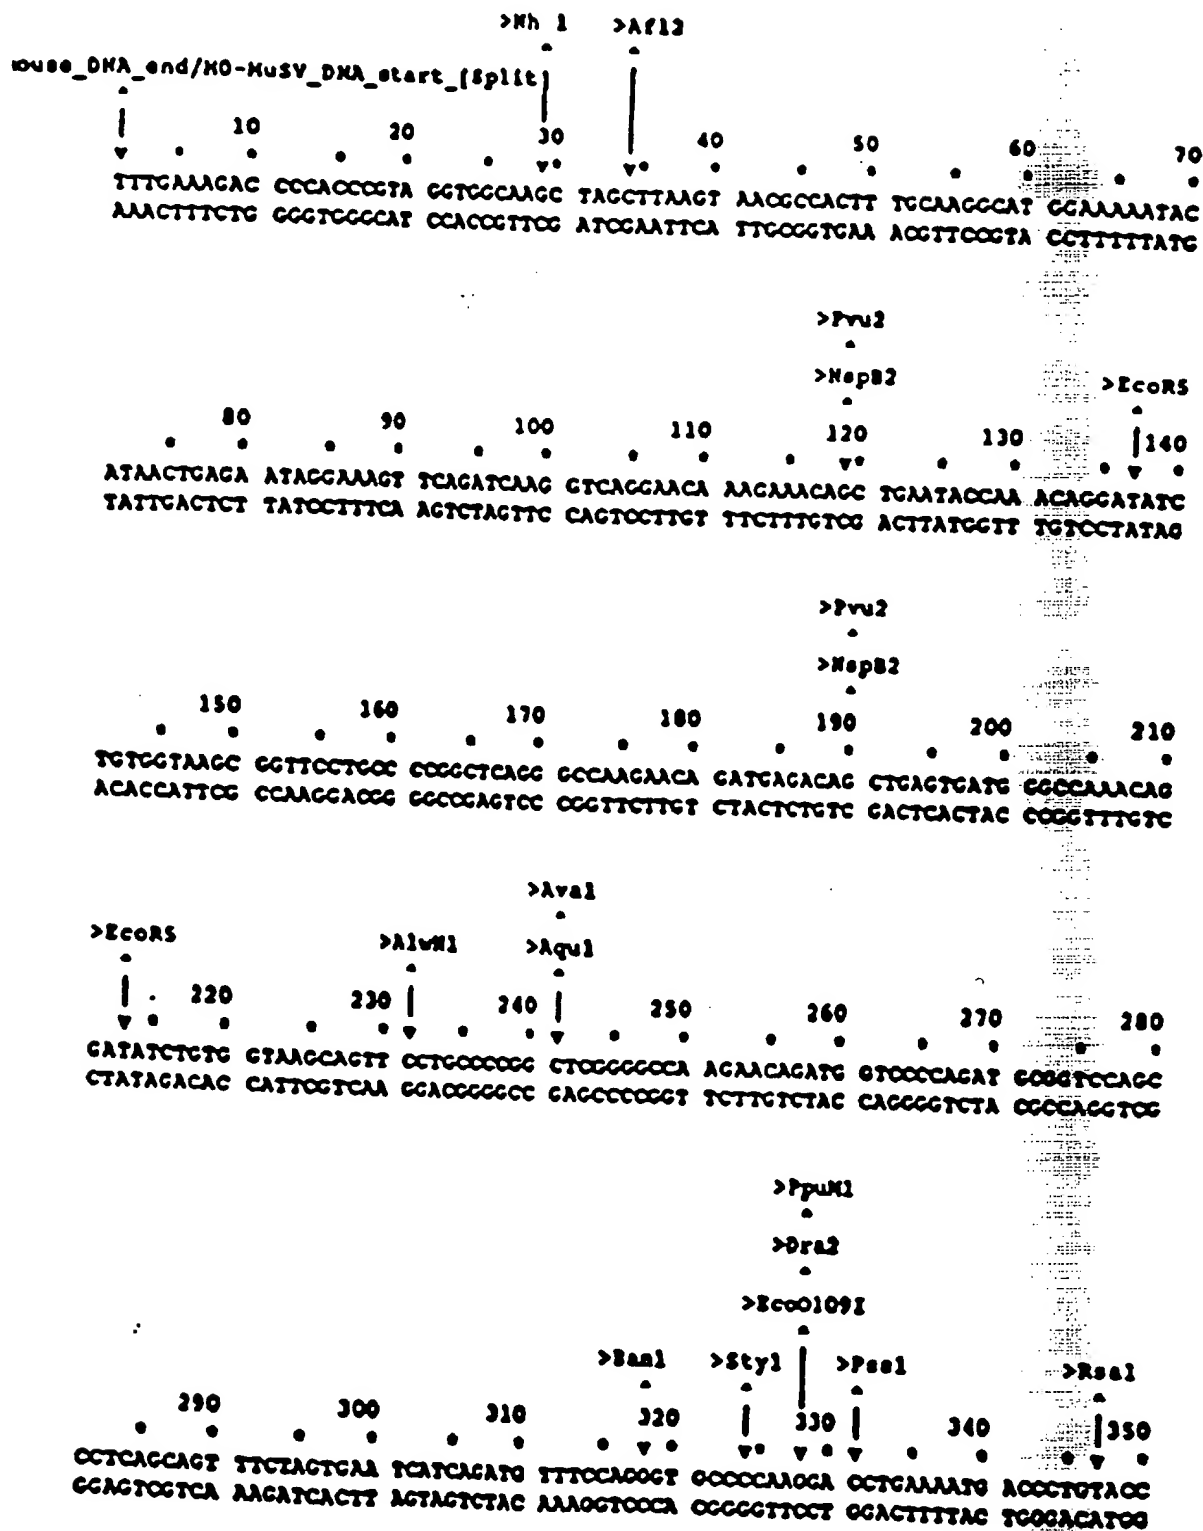 >Nh 1 >Afl2
ouse_DNA_end/MO-MuSV_DNA_start_[Split]
10 20 30 40 50 60 70
TTTGAAAGAC CCCACCCGTA GGTGGCAAGC TAGCTTAAGT AACGCCACTT TGCAAGGCAT GGAAAAATAC
AAACTTTCTG GGGTGGGCAT CCACCGTTCG ATCGAATTCA TTGCGGTGAA ACGTTCCGTA CCTTTTTATG
>Pvu2
>NspB2 >EcoR5
80 90 100 110 120 130 140
ATAACTGAGA ATAGGAAAGT TCAGATCAAG GTCAGGAACA AAGAAACAGC TGAATACCAA ACAGGATATC
TATTGACTCT TATCCTTTCA AGTCTAGTTC CAGTCCTTGT TTCTTTGTCG ACTTATGGTT TGTCCTATAG
>Pvu2
>NspB2
150 160 170 180 190 200 210
TGTGGTAAGC GGTTCCTGCC CCGGCTCAGG GCCAAGAACA GATGAGACAG CTGAGTGATG GGCCAAACAG
ACACCATTCG CCAAGGACGG GGCCGAGTCC CGGTTCTTGT CTACTCTGTC GACTCACTAC CCGGTTTGTC
>Ava1
>EcoR5 >AlwN1 >Aqu1
220 230 240 250 260 270 280
GATATCTGTG GTAAGCAGTT CCTGCCCCGG CTCGGGGCCA AGAACAGATG GTCCCCAGAT GCGGTCCAGC
CTATAGACAC CATTCGTCAA GGACGGGGCC GAGCCCCGGT TCTTGTCTAC CAGGGGTCTA CGCCAGGTCG
>PpuM1
>Dra2
>EcoO109I
>Ban1 >Sty1 >Pss1 >Rsa1
290 300 310 320 330 340 350
CCTCAGCAGT TTCTAGTGAA TCATCAGATG TTTCCAGGGT GCCCCAAGGA CCTGAAAATG ACCCTGTACC
GGAGTCGTCA AAGATCACTT AGTAGTCTAC AAAGGTCCCA CGGGGTTCCT GGACTTTTAC TGGGACATGG